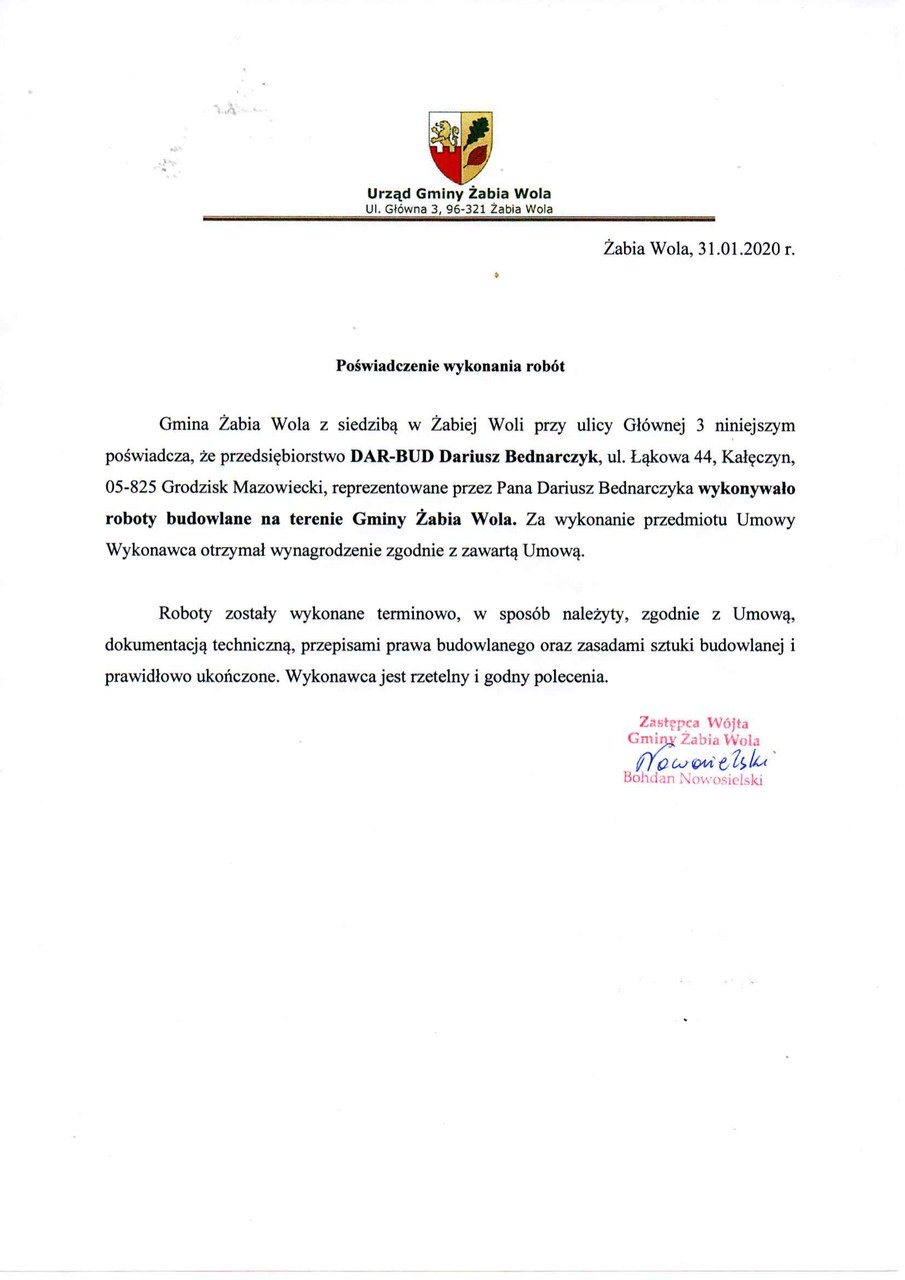 Urząd Gminy Żabia Wola
Ul. Główna 3, 96-321 Żabia Wola
Żabia Wola, 31.01.2020 r.
Poświadczenie wykonania robót
Gmina Żabia Wola z siedzibą w Żabiej Woli przy ulicy Głównej 3 niniejszym
poświadcza, że przedsiębiorstwo DAR-BUD Dariusz Bednarczyk, ul. Łąkowa 44, Kałęczyn,
05-825 Grodzisk Mazowiecki, reprezentowane przez Pana Dariusz Bednarczyka wykonywało
roboty budowlane na terenie Gminy Żabia Wola. Za wykonanie przedmiotu Umowy
Wykonawca otrzymał wynagrodzenie zgodnie z zawartą Umową.
Roboty zostały wykonane terminowo, w sposób należyty, zgodnie z Umową,
dokumentacją techniczną, przepisami prawa budowlanego oraz zasadami sztuki budowlanej i
prawidłowo ukończone. Wykonawca jest rzetelny i godny polecenia.
Zastępca Wójta
Gminy Żabia Wola
Nowosielski
Bohdan Nowosielski